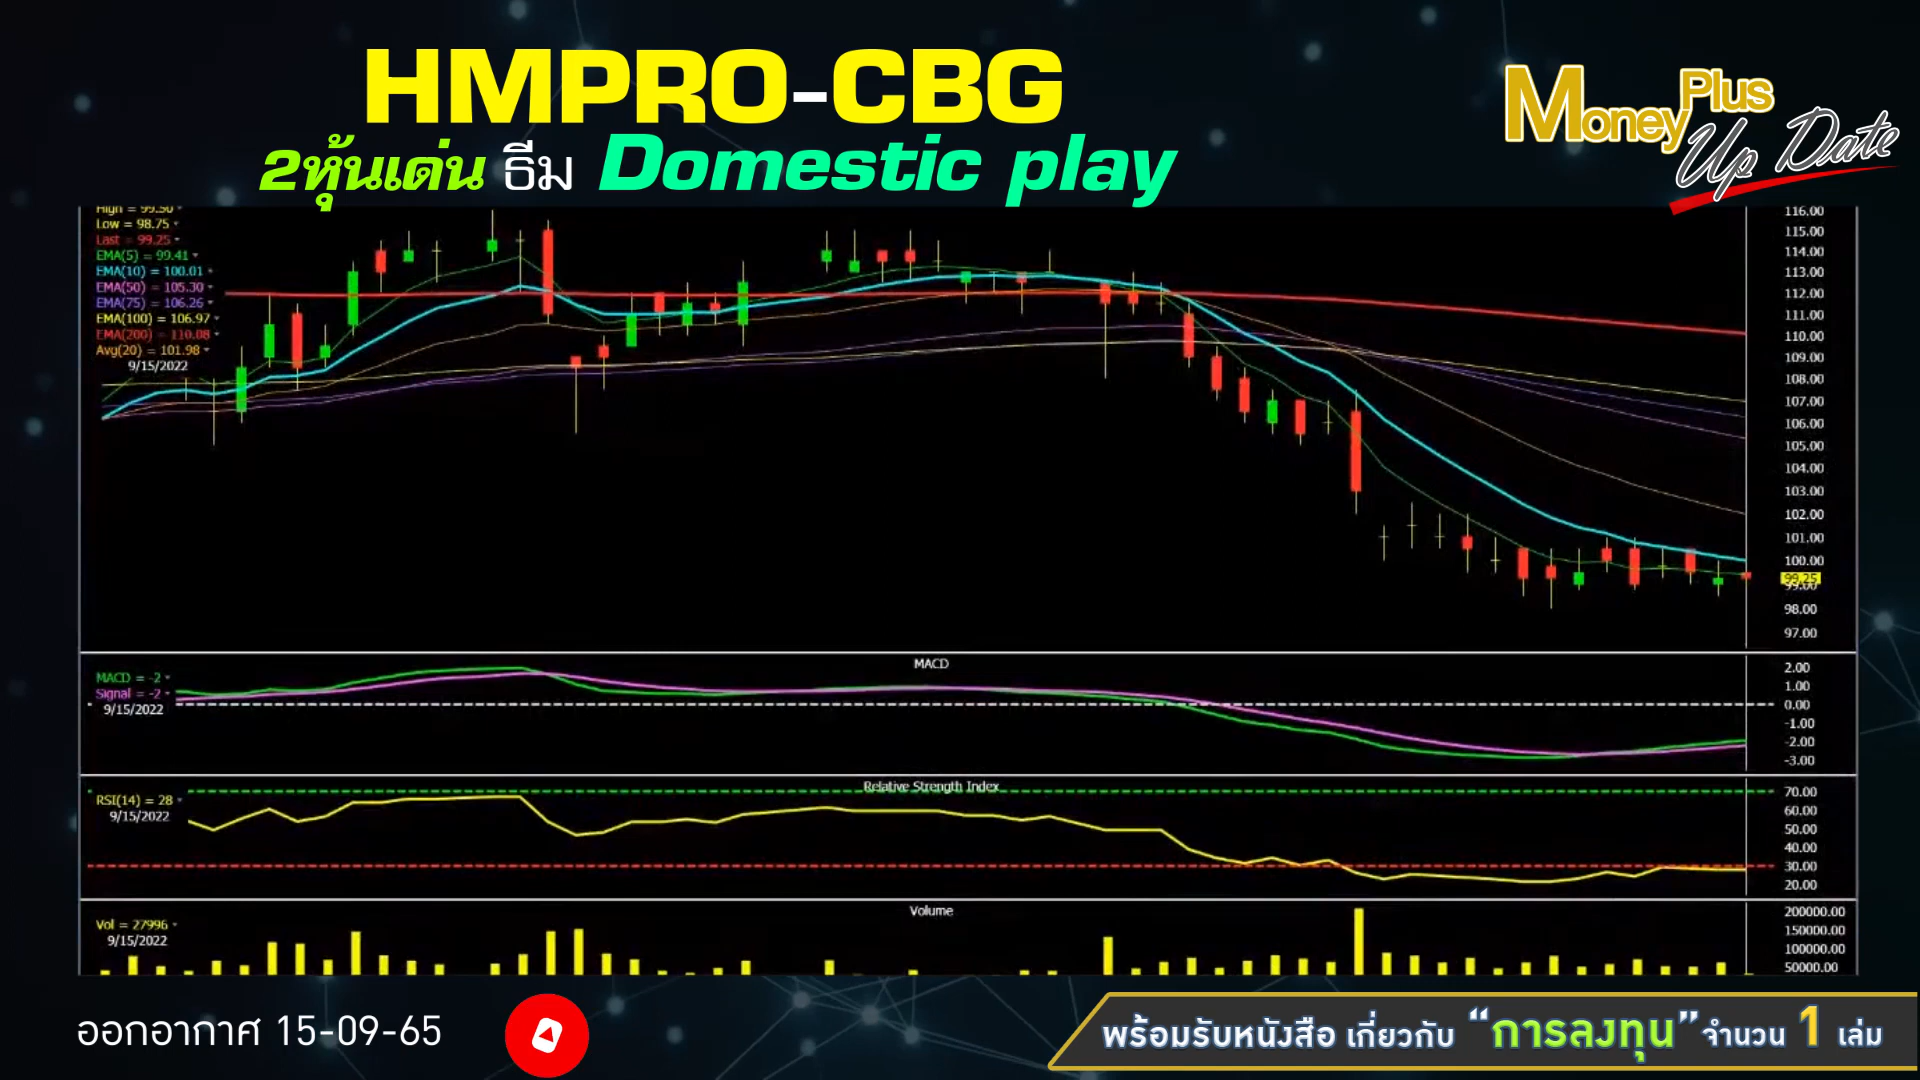 HMPRO-CBG
2หุ้นเด่น ธีม Domestic play
Money Plus
Up Date
High = 99.50
Low = 98.75
Last = 99.25
EMA(5) = 99.41
EMA(10) = 100.01
EMA(50) = 105.30
EMA(75) = 106.26
EMA(100) = 106.97
EMA(200) = 110.08
Avg(20) = 101.98
9/15/2022
116.00
115.00
114.00
113.00
112.00
111.00
110.00
109.00
108.00
107.00
106.00
105.00
104.00
103.00
102.00
101.00
100.00
99.25
99.00
98.00
97.00
MACD
MACD = -2
Signal = -2
9/15/2022
2.00
1.00
0.00
-1.00
-2.00
-3.00
Relative Strength Index
RSI(14) = 28
9/15/2022
70.00
60.00
50.00
40.00
30.00
20.00
Volume
Vol = 27996
9/15/2022
200000.00
150000.00
100000.00
50000.00
ออกอากาศ 15-09-65
พร้อมรับหนังสือ เกี่ยวกับ “การลงทุน” จำนวน 1 เล่ม